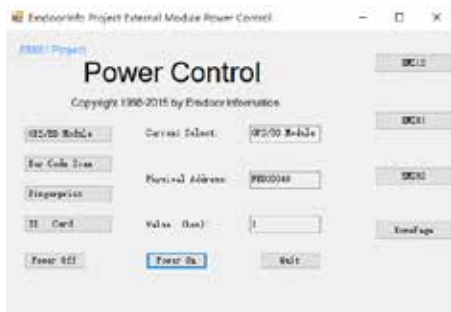 Emdoorinfo Project External Module Power Control
Project
Power Control
Copyright 1998-2015 by Emdoor Informatics
GPS/BD Module
Current Select:
GPS/BD Module
Bar Code Scan
Physical Address:
Fingerprint
ID Card
Value (hex):
1
HomePage
Power Off
Power On
Quit